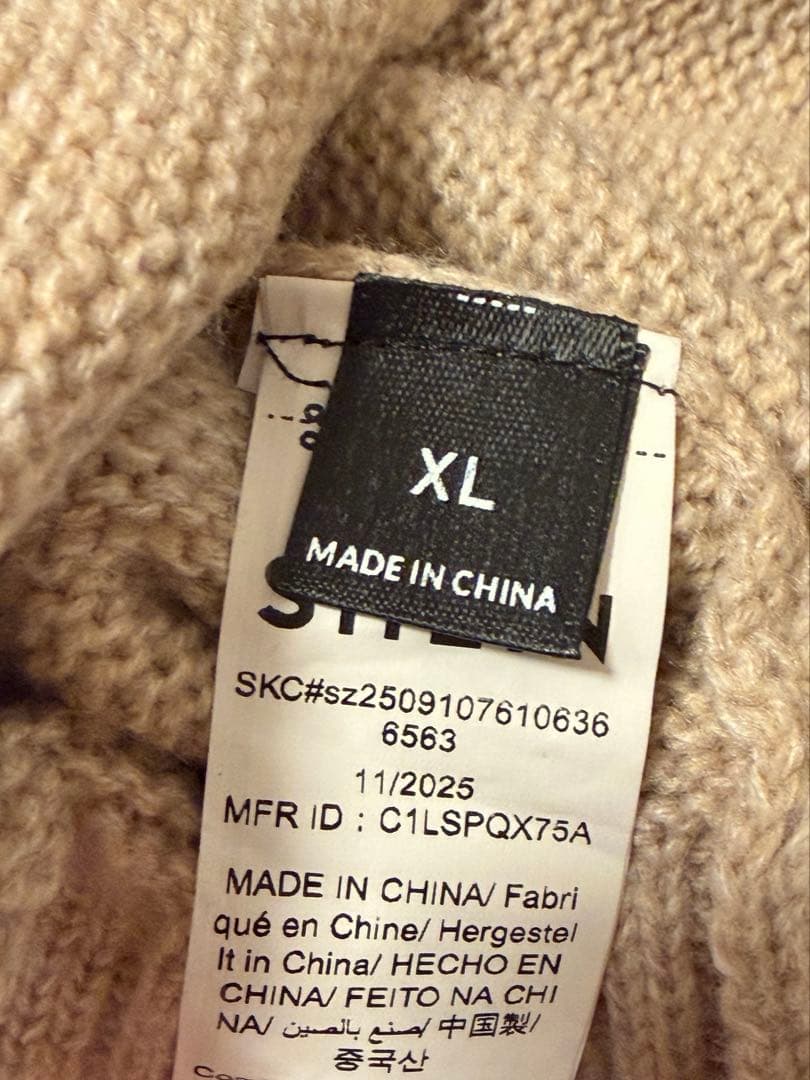 XL
MADE IN CHINA
SKC#sz2509107610636
6563
11/2025
MFR ID : C1LSPQX75A
MADE IN CHINA/ Fabri
qué en Chine/ Hergestel
lt in China/ HECHO EN
CHINA/ FEITO NA CHI
NA/ صنع بالصين/ 中国製/
중국산